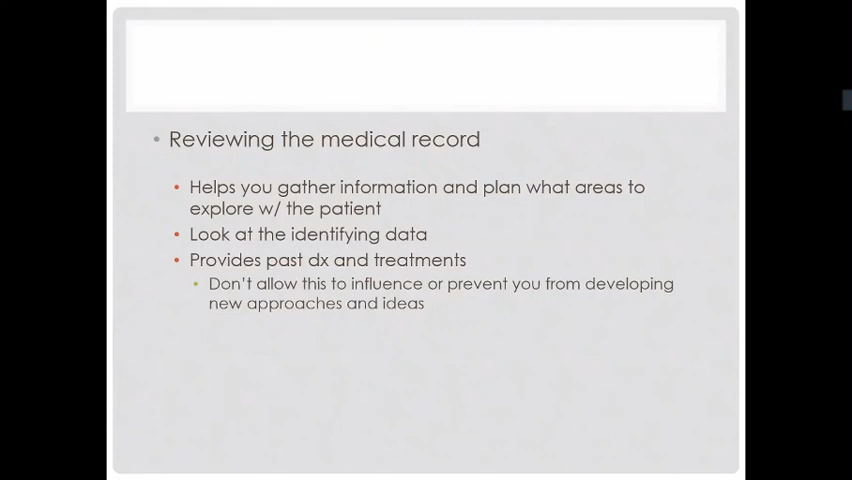 • Reviewing the medical record
• Helps you gather information and plan what areas to
explore w/ the patient
• Look at the identifying data
• Provides past dx and treatments
• Don't allow this to influence or prevent you from developing
new approaches and ideas